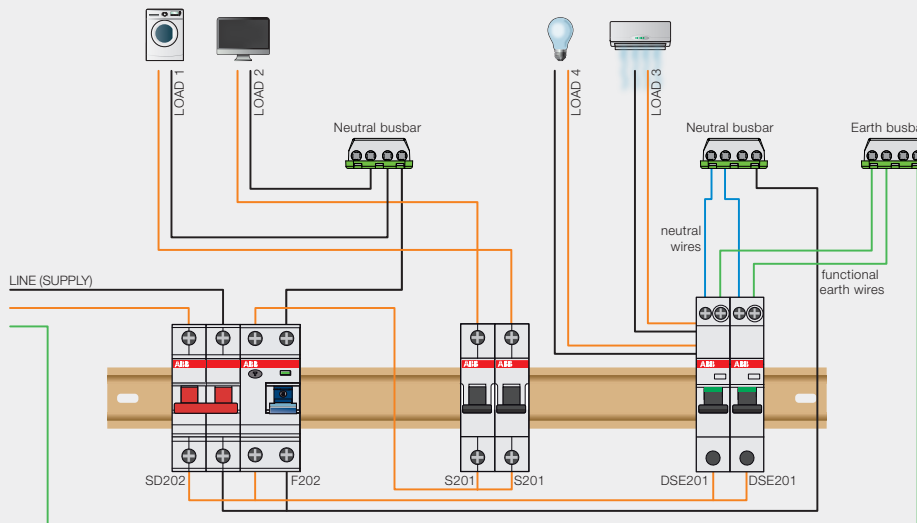 LOAD 1
LOAD 2
LOAD 4
LOAD 3
Neutral busbar
Neutral busbar
Earth busba
neutral
wires
functional
earth wires
LINE (SUPPLY)
ABB
ABB
ABB
ABB
ABB
ABB
SD202
F202
S201
S201
DSE201
DSE201